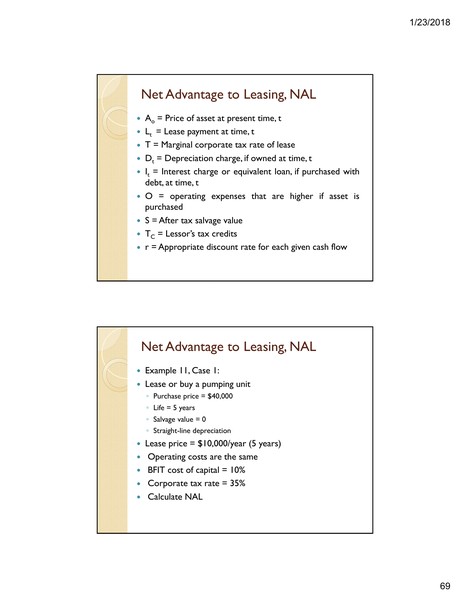 1/23/2018
Net Advantage to Leasing, NAL
• Ao = Price of asset at present time, t
• Lt = Lease payment at time, t
• T = Marginal corporate tax rate of lease
• Dt = Depreciation charge, if owned at time, t
• It = Interest charge or equivalent loan, if purchased with
debt, at time, t
• O = operating expenses that are higher if asset is
purchased
• S = After tax salvage value
• TC = Lessor's tax credits
• r = Appropriate discount rate for each given cash flow
Net Advantage to Leasing, NAL
• Example 11, Case 1:
• Lease or buy a pumping unit
◦ Purchase price = $40,000
◦ Life = 5 years
◦ Salvage value = 0
◦ Straight-line depreciation
• Lease price = $10,000/year (5 years)
• Operating costs are the same
• BFIT cost of capital = 10%
• Corporate tax rate = 35%
• Calculate NAL
69